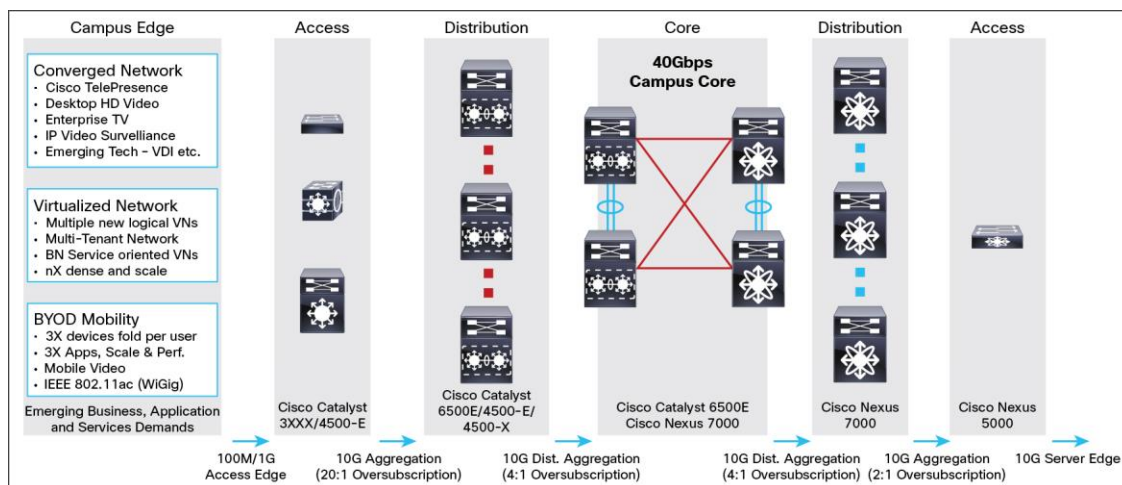 Campus Edge
Access
Distribution
Core
Distribution
Access
Converged Network
• Cisco TelePresence
• Desktop HD Video
• Enterprise TV
• IP Video Survelliance
• Emerging Tech – VDI etc.
Virtualized Network
• Multiple new logical VNs
• Multi-Tenant Network
• BN Service oriented VNs
• nX dense and scale
BYOD Mobility
• 3X devices fold per user
• 3X Apps, Scale & Perf.
• Mobile Video
• IEEE 802.11ac (WiGig)
Emerging Business, Application
and Services Demands
Cisco Catalyst
3XXX/4500-E
Cisco Catalyst
6500E/4500-E/
4500-X
40Gbps
Campus Core
Cisco Catalyst 6500E
Cisco Nexus 7000
Cisco Nexus
7000
Cisco Nexus
5000
100M/1G
Access Edge
10G Aggregation
(20:1 Oversubscription)
10G Dist. Aggregation
(4:1 Oversubscription)
10G Dist. Aggregation
(4:1 Oversubscription)
10G Aggregation
(2:1 Oversubscription)
10G Server Edge